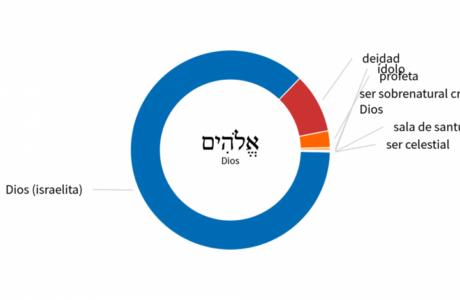 deidad
ídolo
profeta
ser sobrenatural
Dios
sala de
ser celestial
Dios (israelita)
אֱלֹהִים
Dios